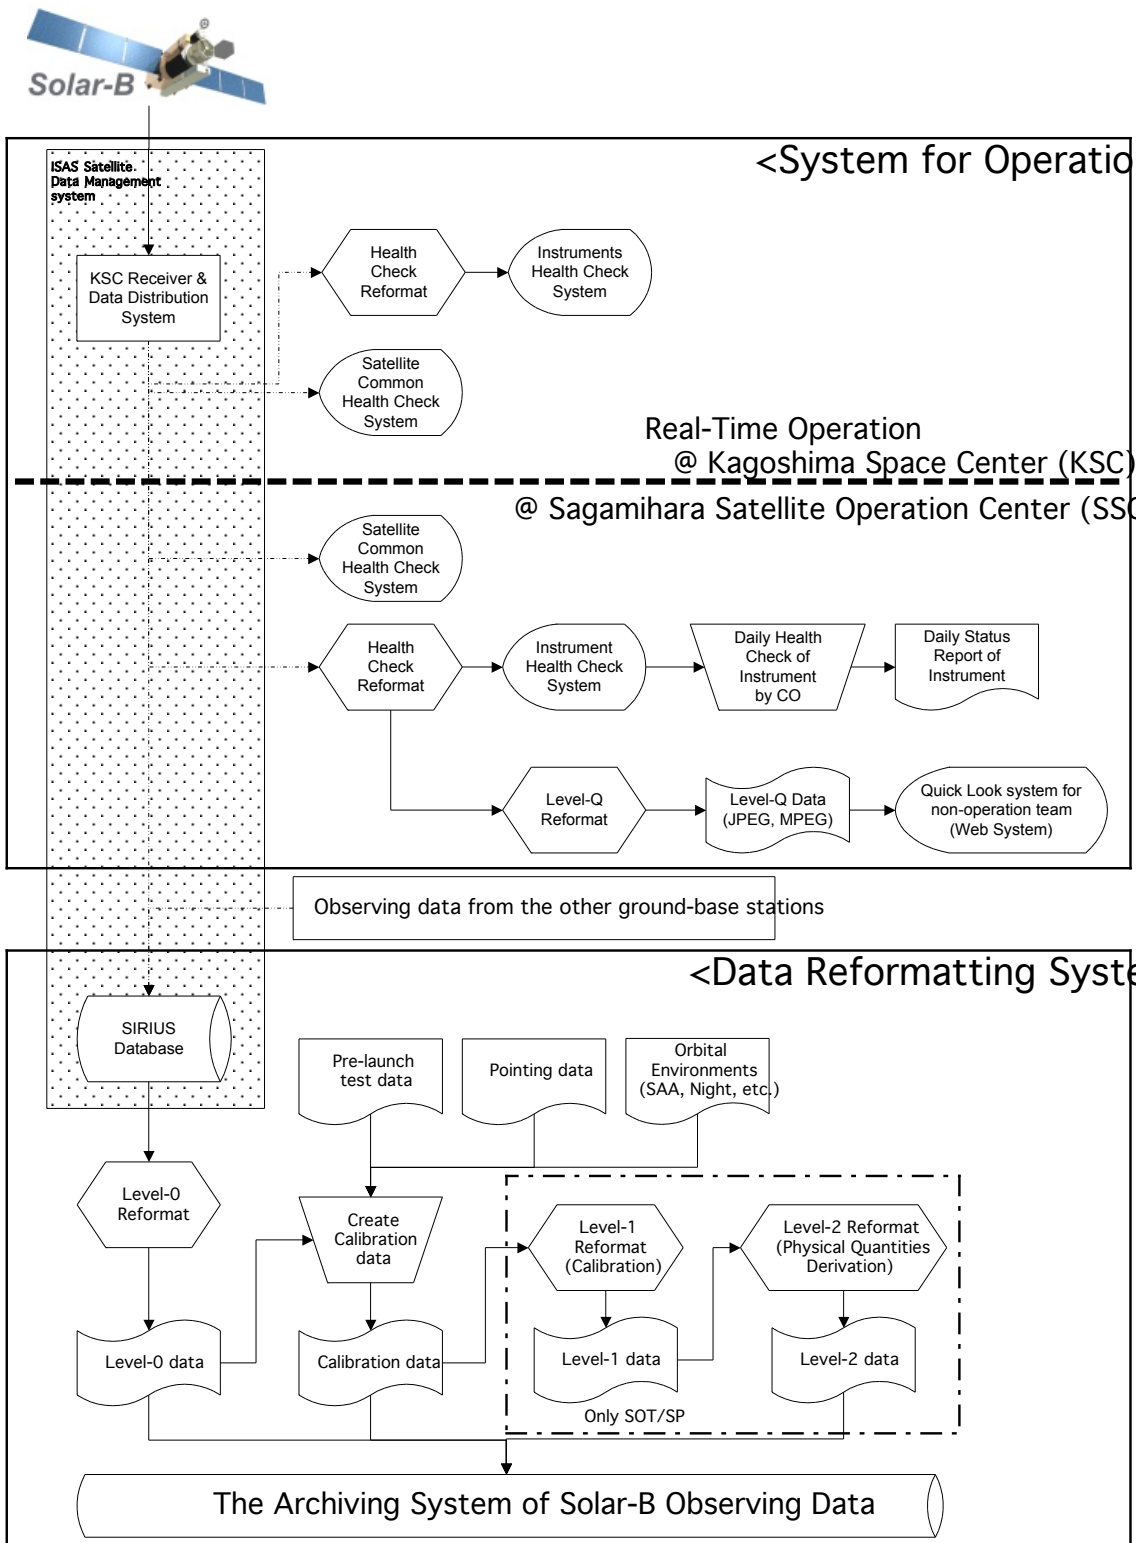 Solar-B
<System for Operatio
ISAS Satellite
Data Management
system
KSC Receiver &
Data Distribution
System
Health
Check
Reformat
Instruments
Health Check
System
Satellite
Common
Health Check
System
Real-Time Operation
@ Kagoshima Space Center (KSC)
@ Sagamihara Satellite Operation Center (SSO
Satellite
Common
Health Check
System
Health
Check
Reformat
Instrument
Health Check
System
Daily Health
Check of
Instrument
by CO
Daily Status
Report of
Instrument
Level-Q
Reformat
Level-Q Data
(JPEG, MPEG)
Quick Look system for
non-operation team
(Web System)
Observing data from the other ground-base stations
<Data Reformatting Syste
SIRIUS
Database
Pre-launch
test data
Pointing data
Orbital
Environments
(SAA, Night, etc.)
Level-0
Reformat
Create
Calibration
data
Level-1
Reformat
(Calibration)
Level-2 Reformat
(Physical Quantities
Derivation)
Level-0 data
Calibration data
Level-1 data
Level-2 data
Only SOT/SP
The Archiving System of Solar-B Observing Data